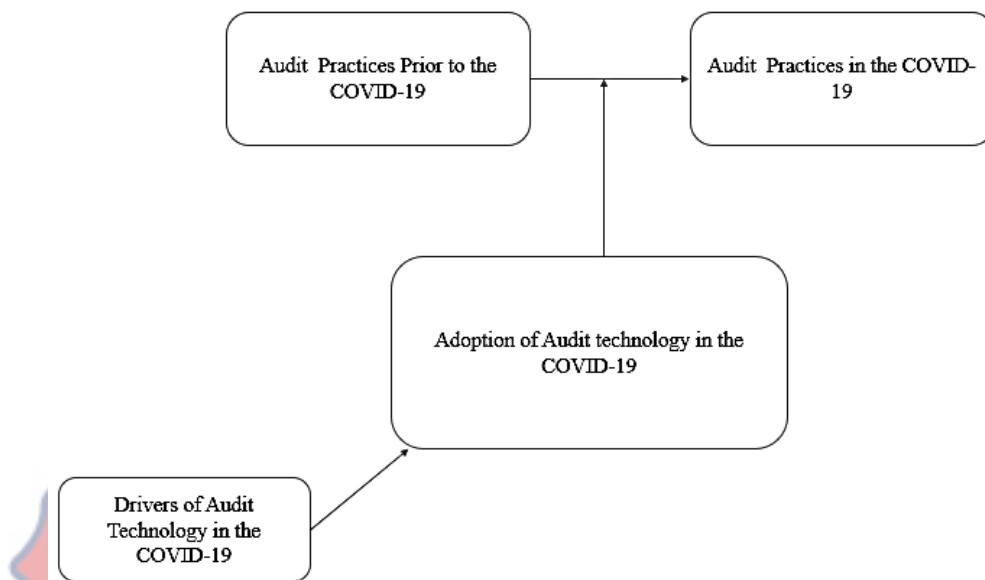 Audit Practices Prior to the
COVID-19
Audit Practices in the COVID-
19
Adoption of Audit technology in the
COVID-19
Drivers of Audit
Technology in the
COVID-19